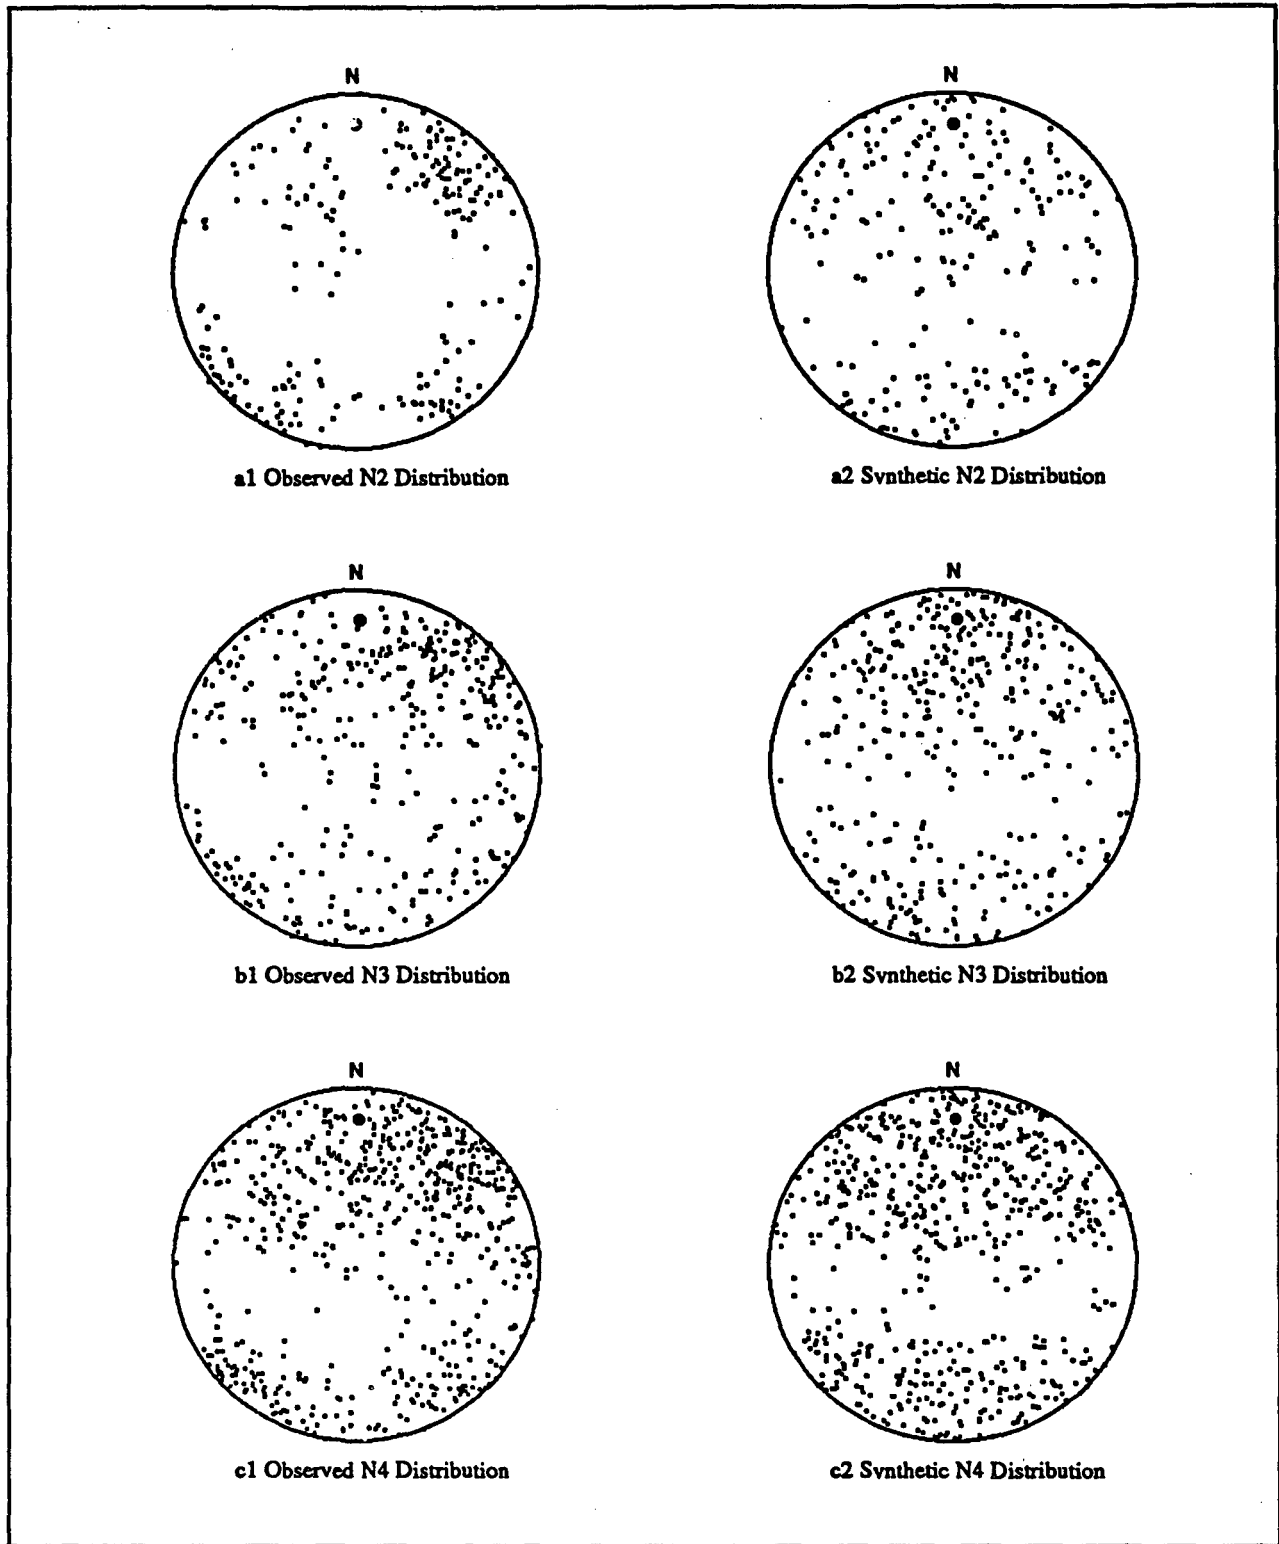 N
N
a1 Observed N2 Distribution
a2 Synthetic N2 Distribution
N
N
b1 Observed N3 Distribution
b2 Synthetic N3 Distribution
N
N
c1 Observed N4 Distribution
c2 Synthetic N4 Distribution